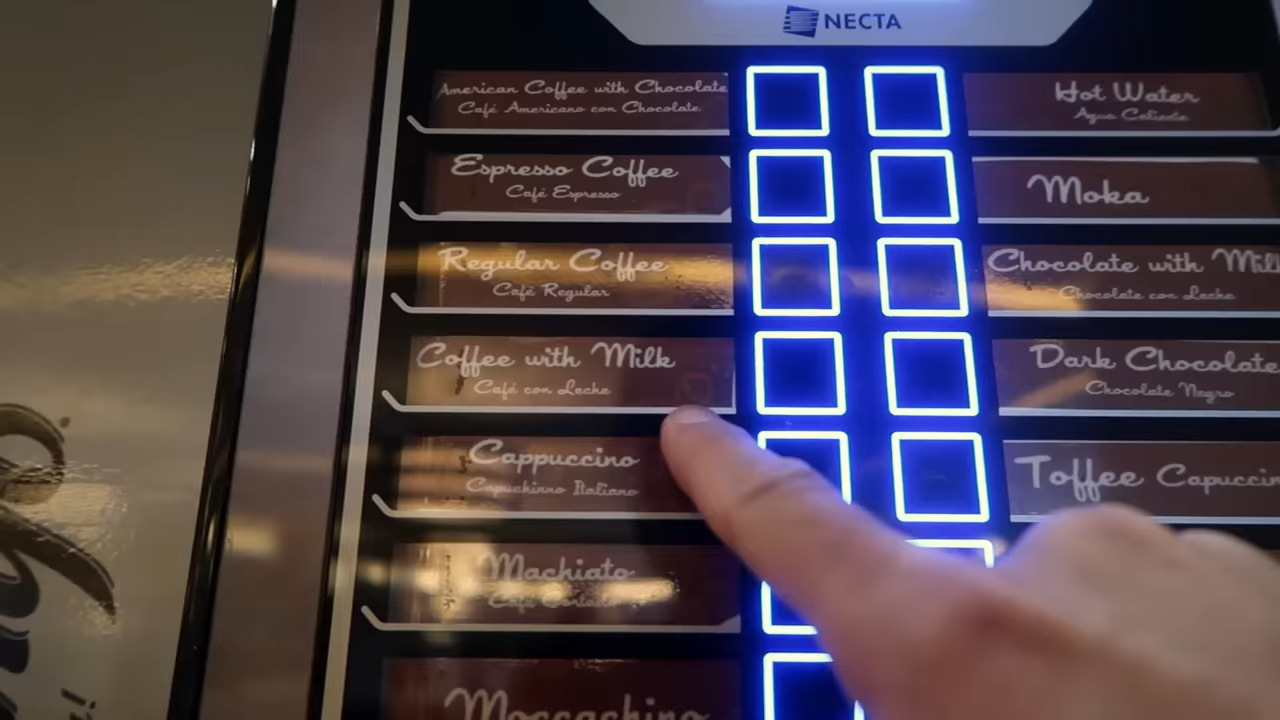 NECTA
American Coffee with Chocolate
Café Americano con Chocolate
Hot Water
Agua Caliente
Espresso Coffee
Café Espresso
Moka
Regular Coffee
Café Regular
Chocolate with Milk
Chocolate con Leche
Coffee with Milk
Café con Leche
Dark Chocolate
Chocolate Negro
Cappuccino
Capuchinno Italiano
Toffee Capuccin
Machiato
Café
Moccachino